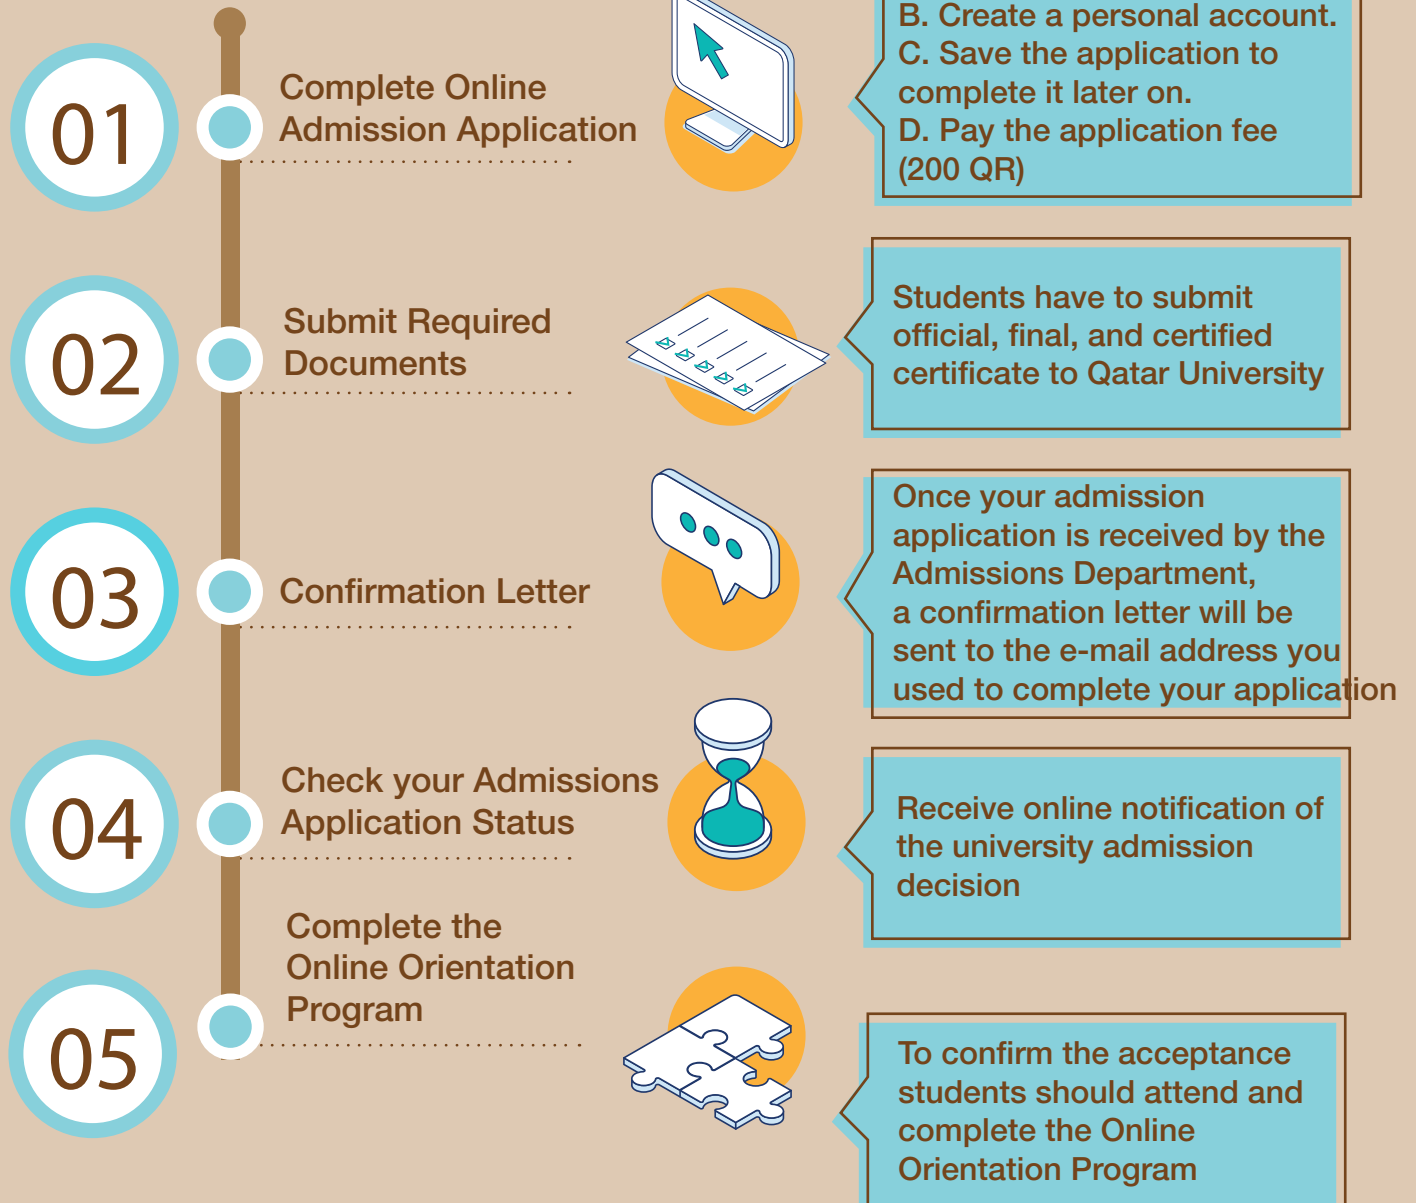 01
Complete Online
Admission Application
B. Create a personal account.
C. Save the application to
complete it later on.
D. Pay the application fee
(200 QR)
02
Submit Required
Documents
Students have to submit
official, final, and certified
certificate to Qatar University
03
Confirmation Letter
Once your admission
application is received by the
Admissions Department,
a confirmation letter will be
sent to the e-mail address you
used to complete your application
04
Check your Admissions
Application Status
Receive online notification of
the university admission
decision
05
Complete the
Online Orientation
Program
To confirm the acceptance
students should attend and
complete the Online
Orientation Program